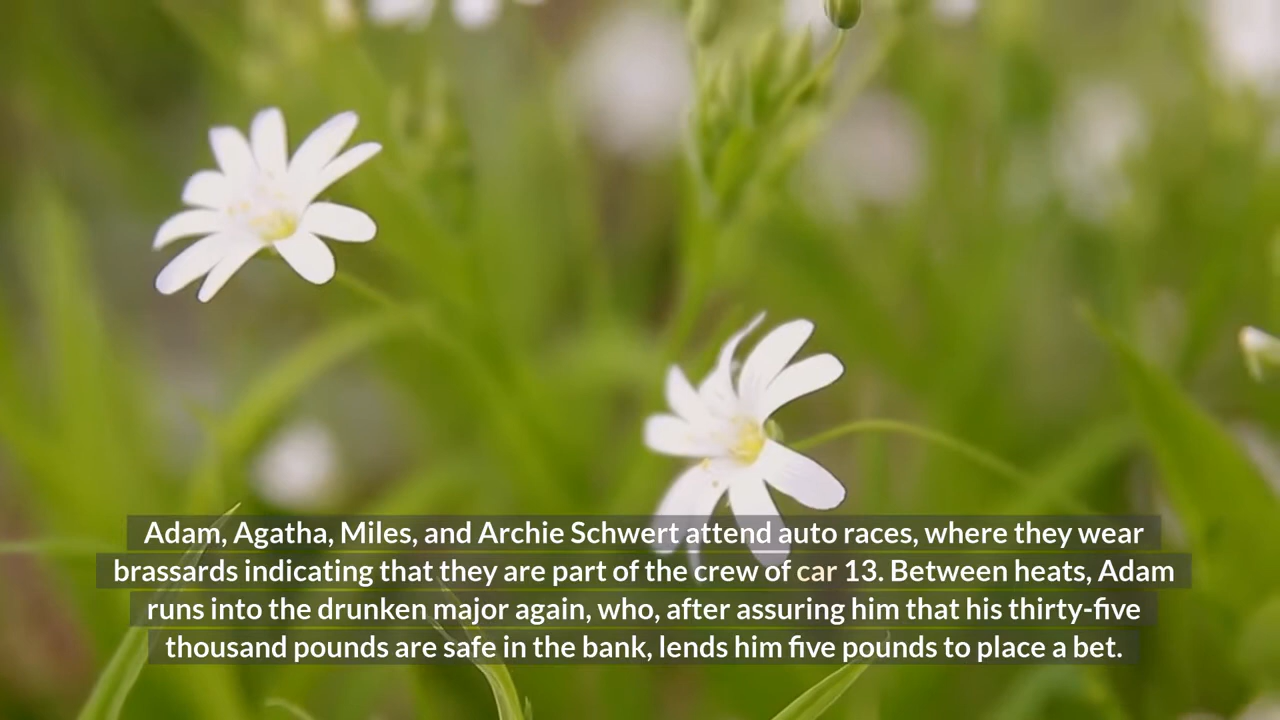 Adam, Agatha, Miles, and Archie Schwert attend auto races, where they wear
brassards indicating that they are part of the crew of car 13. Between heats, Adam
runs into the drunken major again, who, after assuring him that his thirty-five
thousand pounds are safe in the bank, lends him five pounds to place a bet.